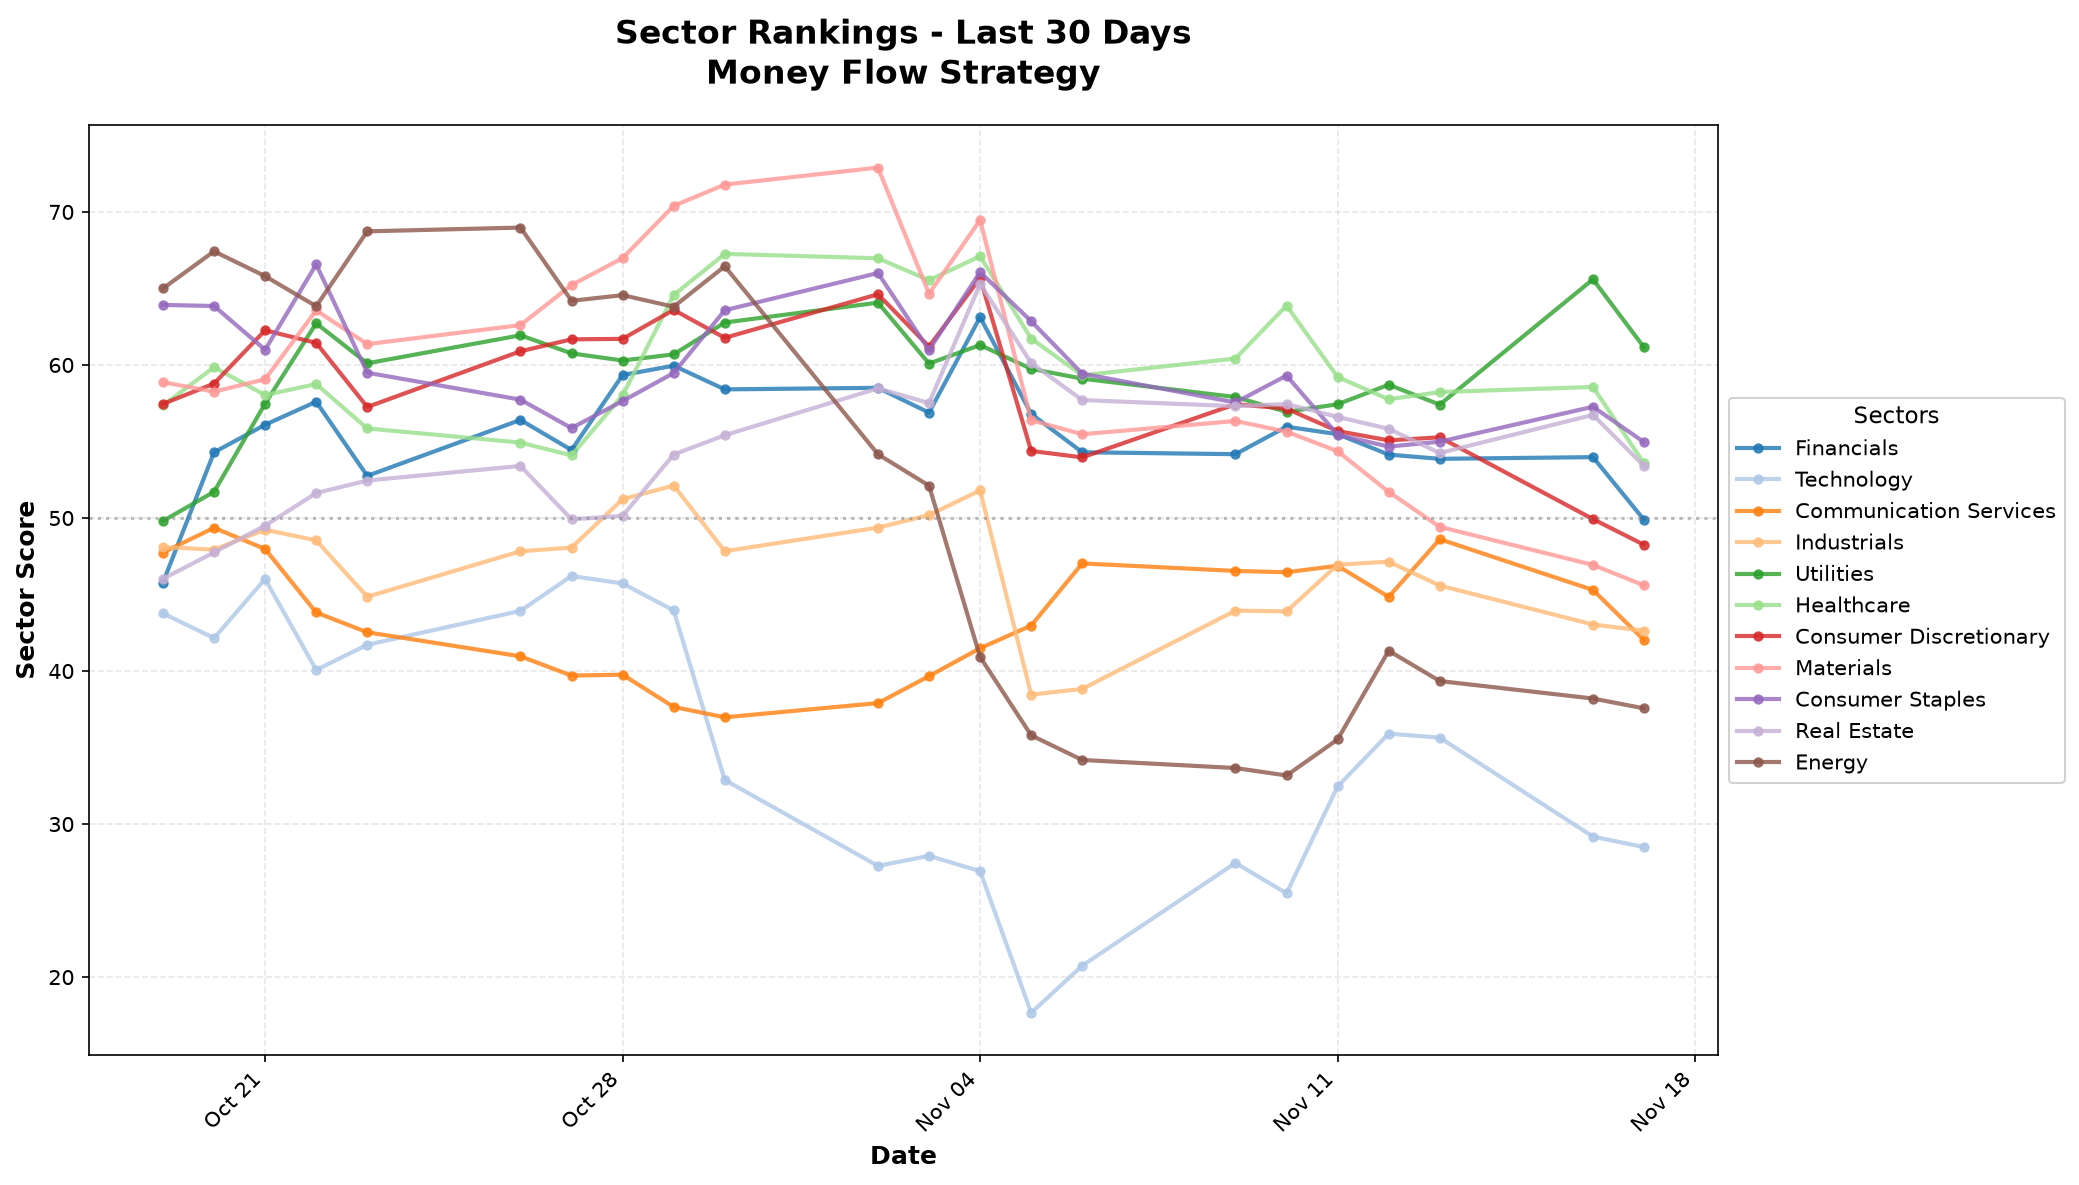 Sector Rankings - Last 30 Days
Money Flow Strategy
Sector Score
70
60
50
40
30
20
Oct 21
Oct 28
Nov 04
Nov 11
Nov 18
Date
Sectors
Financials
Technology
Communication Services
Industrials
Utilities
Healthcare
Consumer Discretionary
Materials
Consumer Staples
Real Estate
Energy